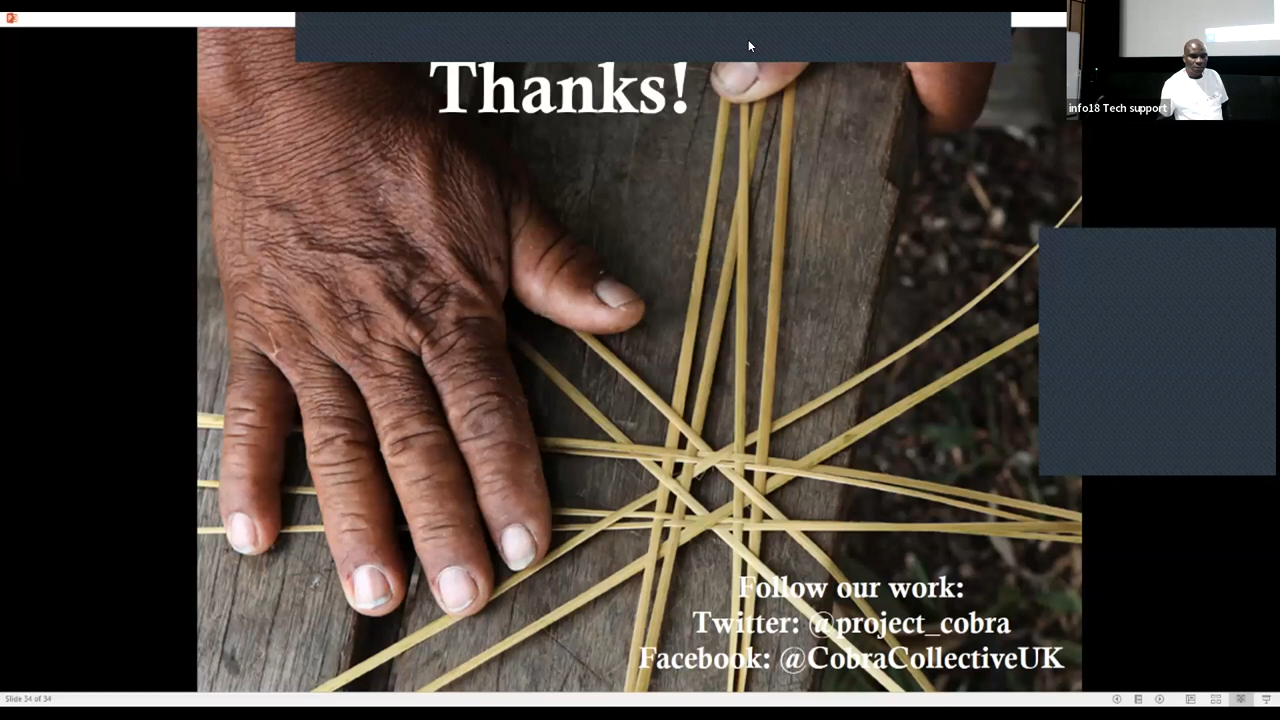 Thanks!
info18 Tech support
Follow our work:
Twitter: @project_cobra
Facebook: @CobraCollectiveUK
Slide 34 of 34